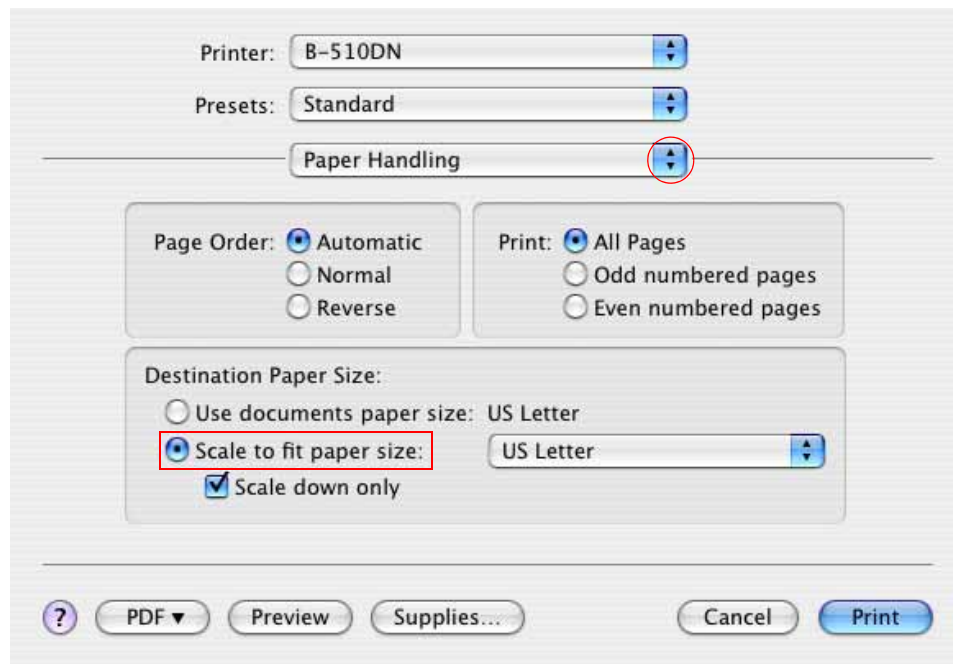 Printer: B-510DN
Presets: Standard
Paper Handling
Page Order: Automatic
Normal
Reverse
Print: All Pages
Odd numbered pages
Even numbered pages
Destination Paper Size:
Use documents paper size: US Letter
Scale to fit paper size: US Letter
Scale down only
? PDF ▼ Preview Supplies... Cancel Print